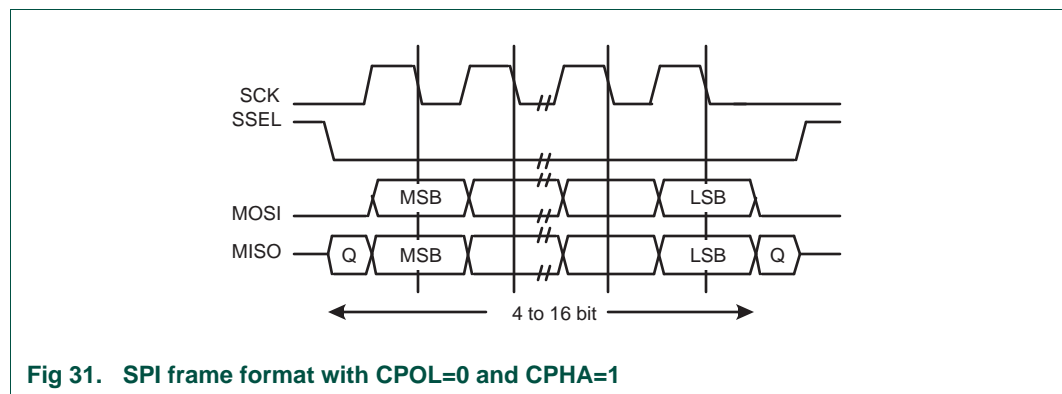 SCK
SSEL
MOSI MSB LSB
MISO Q MSB LSB Q
4 to 16 bit
Fig 31. SPI frame format with CPOL=0 and CPHA=1